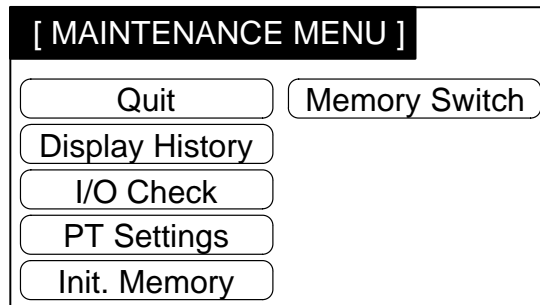 [ MAINTENANCE MENU ]
Quit Memory Switch
Display History
I/O Check
PT Settings
Init. Memory